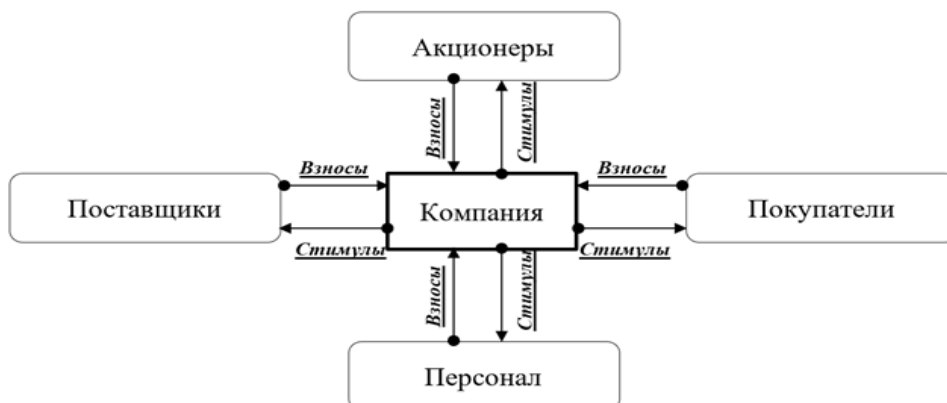 Акционеры
Взносы
Стимулы
Взносы
Взносы
Поставщики
Компания
Покупатели
Стимулы
Стимулы
Взносы
Стимулы
Персонал